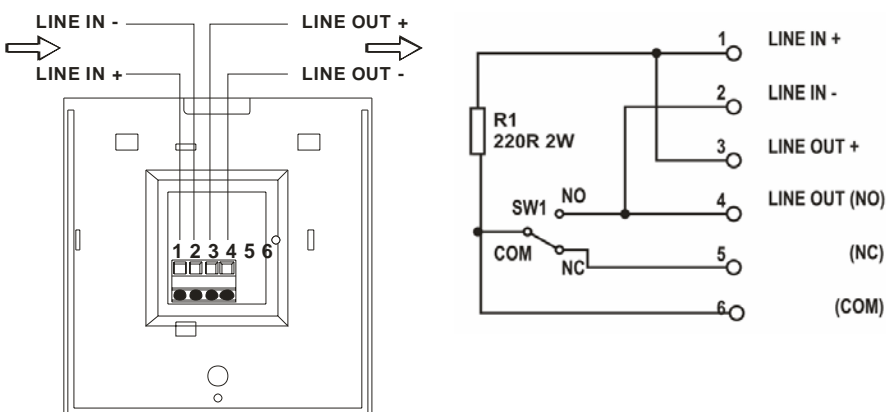 LINE IN - LINE OUT +
LINE IN + LINE OUT -
1 2 3 4 5 6
1 LINE IN +
2 LINE IN -
R1
220R 2W
3 LINE OUT +
NO
SW1
4 LINE OUT (NO)
COM
NC
5 (NC)
6 (COM)